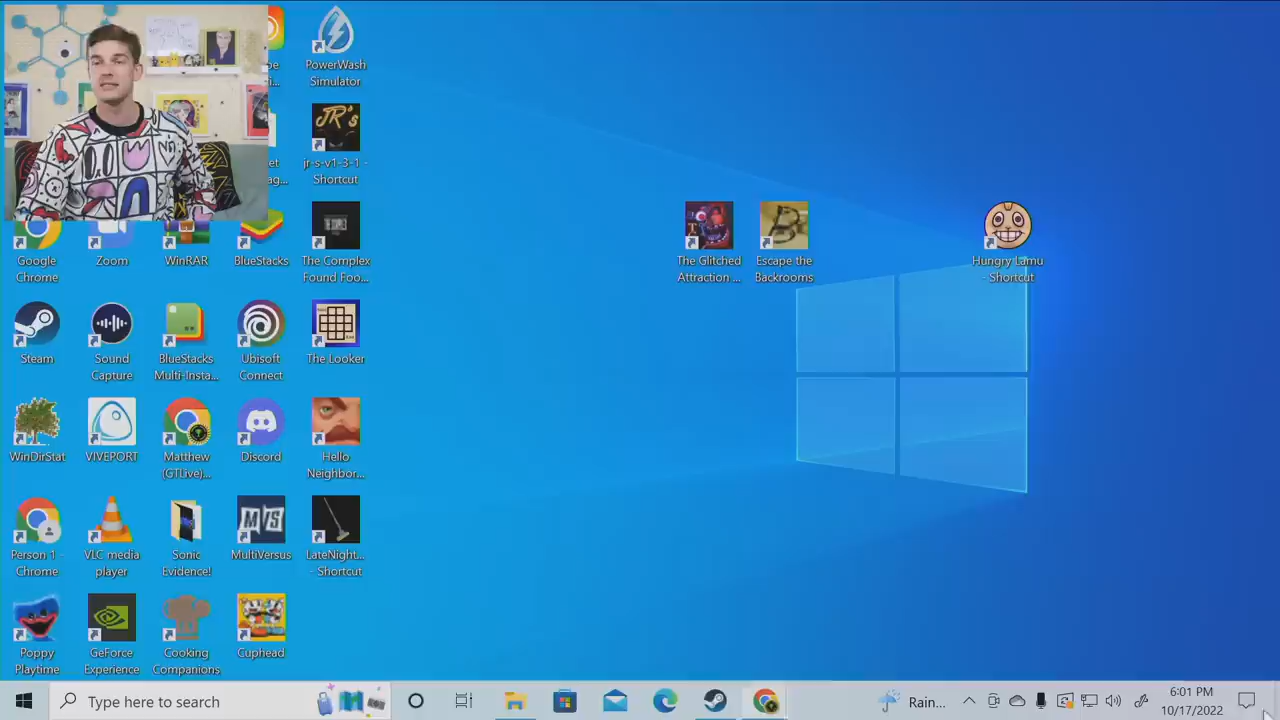 PowerWash
Simulator
JR's
jr-s-v1-3-1 -
Shortcut
Google
Chrome
Zoom
WinRAR
BlueStacks
The Complex
Found Foo...
The Glitched
Attraction ...
Escape the
Backrooms
Hungry Lamu
- Shortcut
Steam
Sound
Capture
BlueStacks
Multi-Insta...
Ubisoft
Connect
The Looker
WinDirStat
VIVEPORT
Matthew
(GTLive)...
Discord
Hello
Neighbor...
Person 1 -
Chrome
VLC media
player
Sonic
Evidence!
MultiVersus
LateNight...
- Shortcut
Poppy
Playtime
GeForce
Experience
Cooking
Companions
Cuphead
Type here to search
Rain...
6:01 PM
10/17/2022